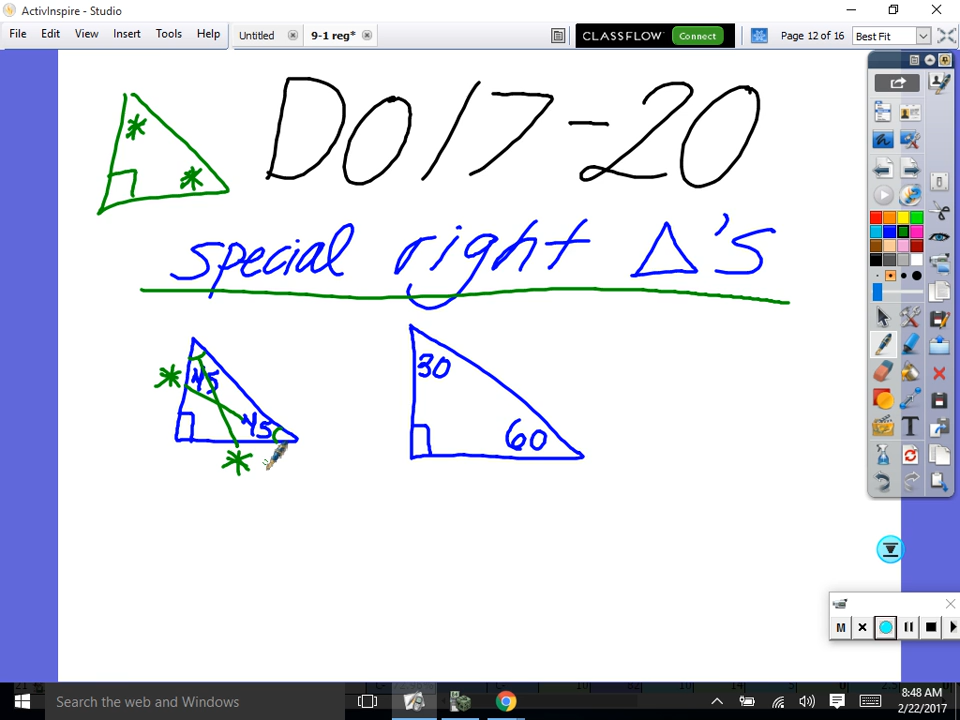 ActivInspire - Studio
File Edit View Insert Tools Help
Untitled
9-1 reg*
CLASSFLOW Connect
Page 12 of 16
Best Fit
DO 17-20
special right Δ's
* *
* 45
45
*
30
60
M
Search the web and Windows
8:48 AM
2/22/2017